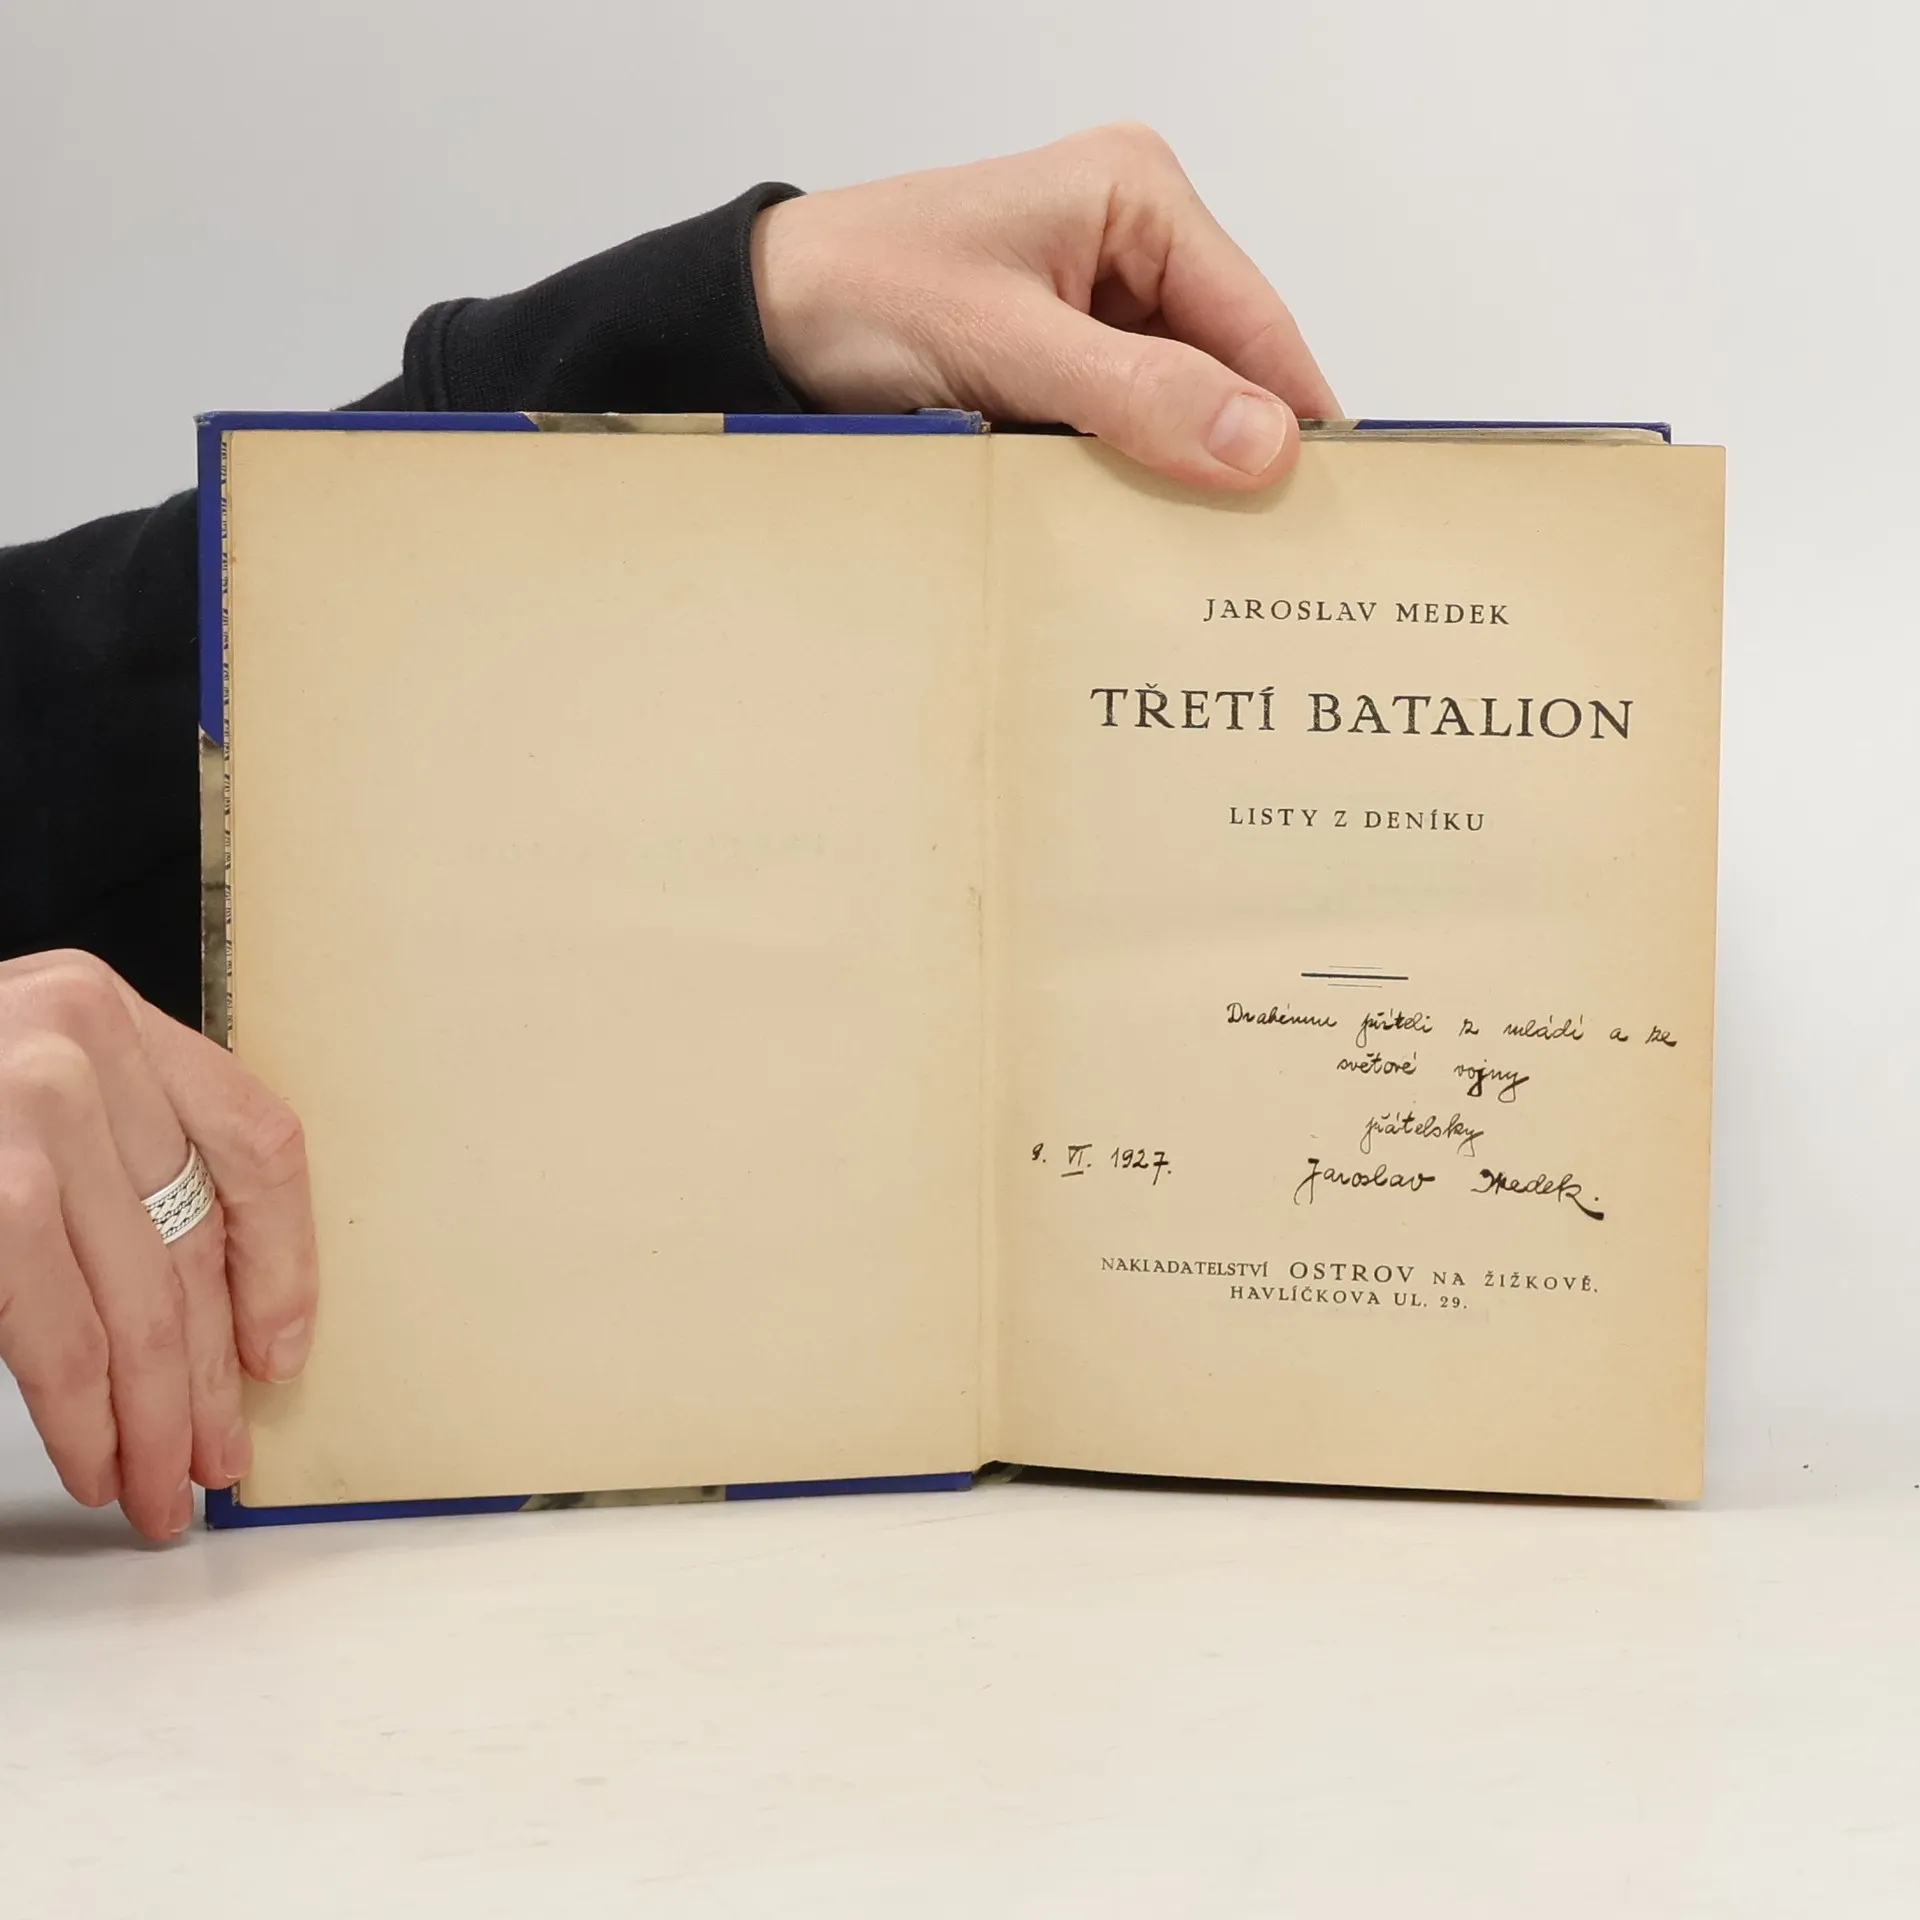 JAROSLAV MEDEK
TŘETÍ BATALION
LISTY Z DENÍKU
Drahému příteli z mládí a ze
světové vojny
přátelsky
9. VI. 1927.
Jaroslav Medek.
NAKLADATELSTVÍ OSTROV NA ŽIŽKOVĚ,
HAVLÍČKOVA UL. 29.